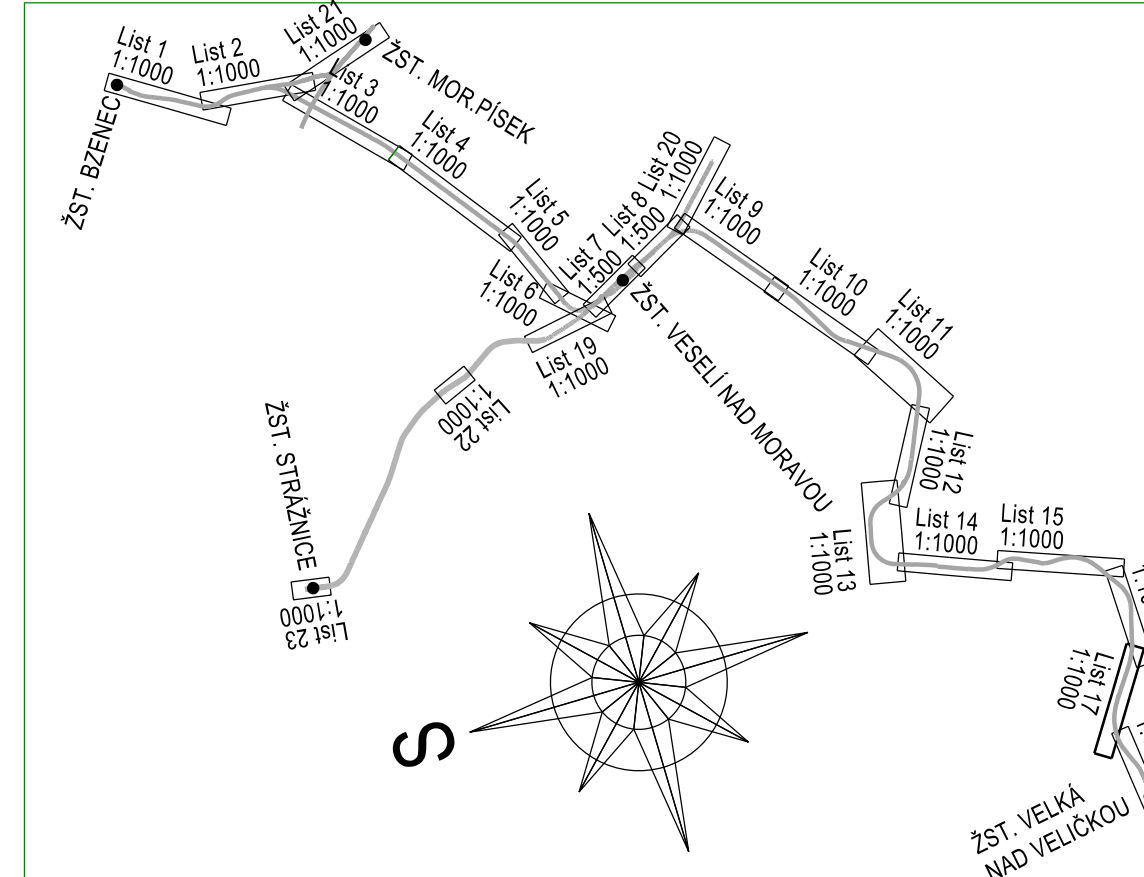 List 1
1:1000
List 2
1:1000
List 21
1:1000
ŽST. MOR.PÍSEK
List 3
1:1000
ŽST. BZENEC
List 4
1:1000
List 5
1:1000
List 6
1:1000
List 7
1:500
List 8
1:500
List 20
1:1000
List 9
1:1000
List 10
1:1000
List 11
1:1000
ŽST. VESELÍ NAD MORAVOU
List 19
1:1000
List 22
1:1000
ŽST. STRÁŽNICE
List 23
1:1000
List 12
1:1000
List 13
1:1000
List 14
1:1000
List 15
1:1000
List 17
1:1000
S
ŽST. VELKÁ
NAD VELIČKOU